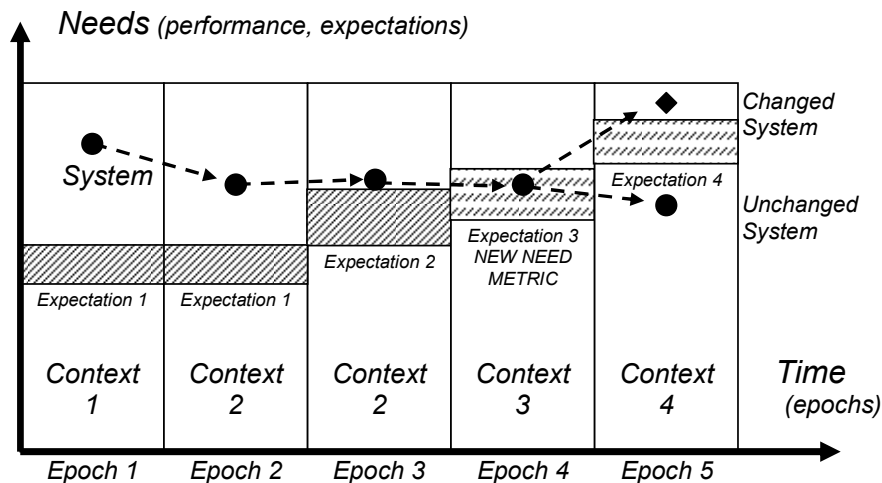 Needs (performance, expectations)
Changed
System
System
Expectation 4
Unchanged
System
Expectation 3
NEW NEED
METRIC
Expectation 2
Expectation 1
Expectation 1
Context
1
Context
2
Context
2
Context
3
Context
4
Time
(epochs)
Epoch 1
Epoch 2
Epoch 3
Epoch 4
Epoch 5